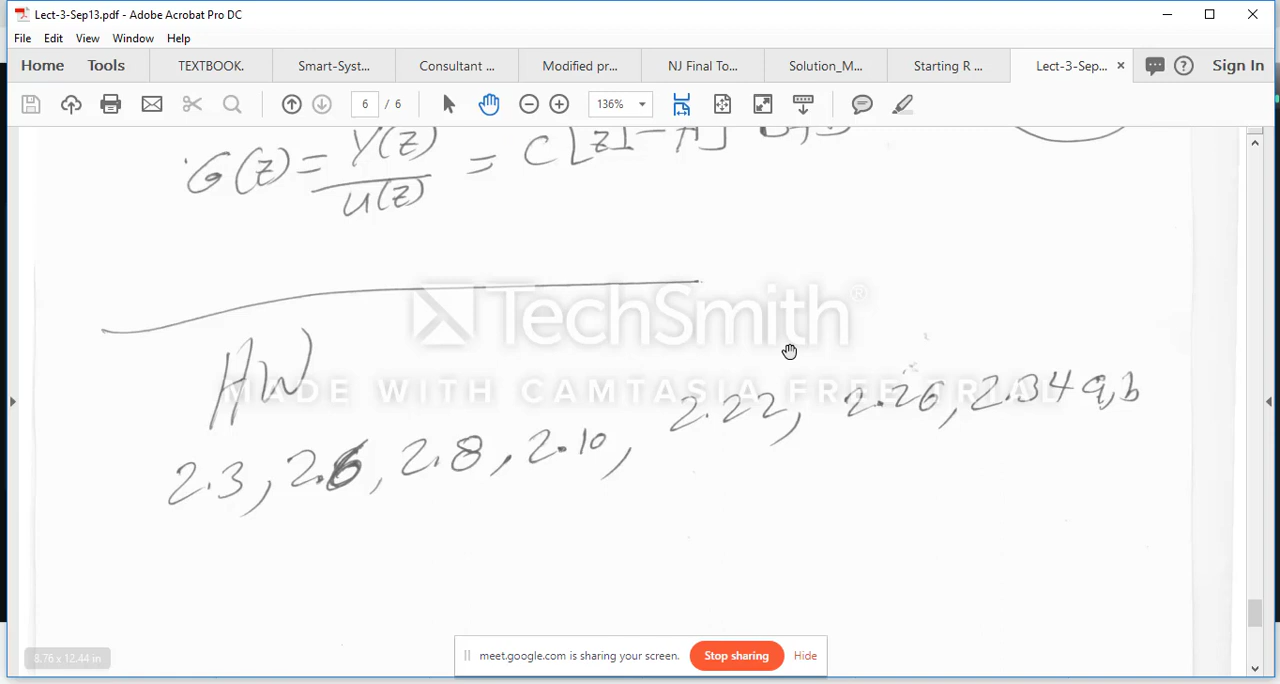 Lect-3-Sep13.pdf - Adobe Acrobat Pro DC
File Edit View Window Help
Home Tools TEXTBOOK. Smart-Syst... Consultant ... Modified pr... NJ Final To... Solution_M... Starting R ... Lect-3-Sep... × Sign In
6 / 6 136%
G(z) = Y(z) / U(z) = C [zI - A]
TechSmith®
MADE WITH CAMTASIA FREE TRIAL
HW
2.3, 2.6, 2.8, 2.10, 2.22, 2.26, 2.34 a,b
8.76 x 12.44 in
meet.google.com is sharing your screen. Stop sharing Hide